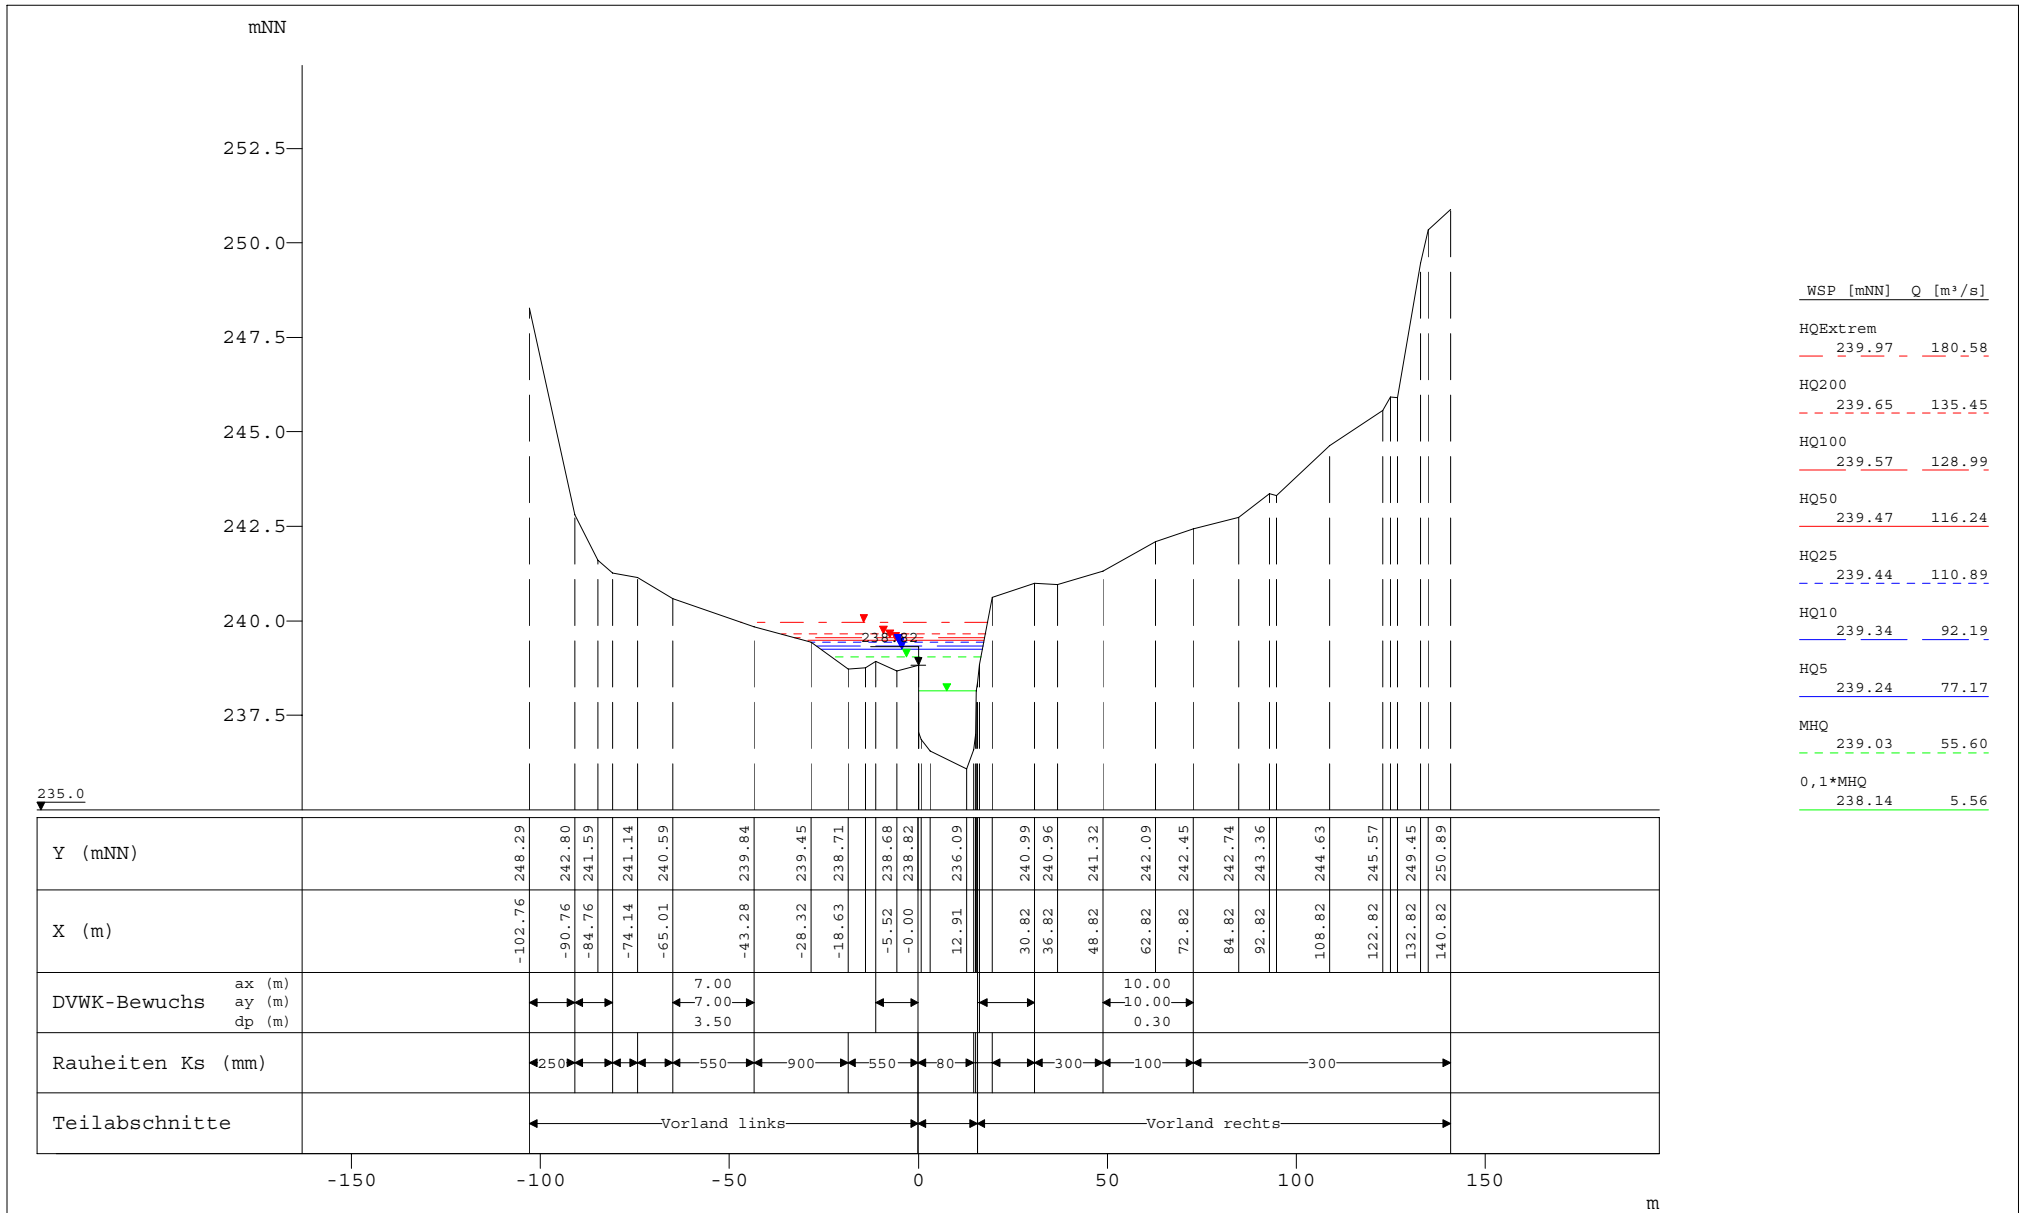 mNN
252.5
250.0
247.5
245.0
242.5
240.0
237.5
238.82
235.0
WSP [mNN] Q [m³/s]
HQExtrem
239.97 180.58
HQ200
239.65 135.45
HQ100
239.57 128.99
HQ50
239.47 116.24
HQ25
239.44 110.89
HQ10
239.34 92.19
HQ5
239.24 77.17
MHQ
239.03 55.60
0,1*MHQ
238.14 5.56
Y (mNN) 248.29 242.80 241.59 241.14 240.59 239.84 239.45 238.71 238.68 238.82 236.09 240.99 240.96 241.32 242.09 242.45 242.74 243.36 244.63 245.57 249.45 250.89
X (m) -102.76 -90.76 -84.76 -74.14 -65.01 -43.28 -28.32 -18.63 -5.52 -0.00 12.91 30.82 36.82 48.82 62.82 72.82 84.82 92.82 108.82 122.82 132.82 140.82
ax (m) 7.00 10.00
DVWK-Bewuchs ay (m) 7.00 10.00
dp (m) 3.50 0.30
Rauheiten Ks (mm) 250 550 900 550 80 300 100 300
Teilabschnitte Vorland links Vorland rechts
-150 -100 -50 0 50 100 150
m